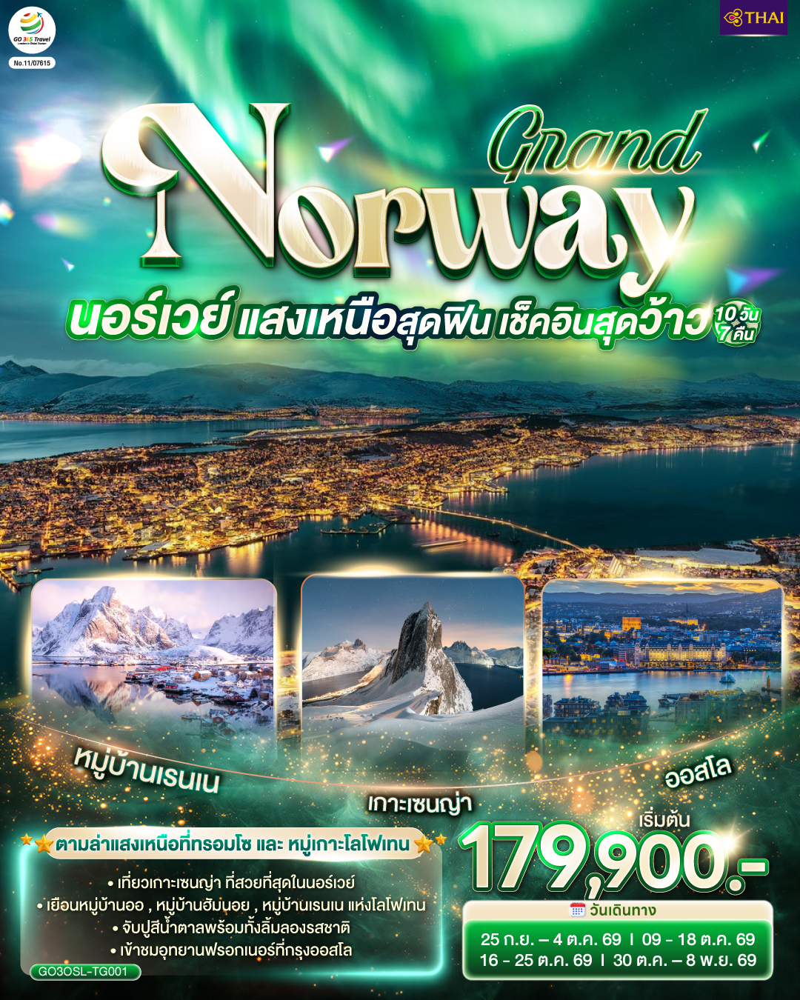 GO 365 Travel
Leaders in Global Tourism
No.11/07615
THAI
Grand
Norway
นอร์เวย์ แสงเหนือสุดฟิน เช็คอินสุดว้าว 10 วัน 7 คืน
หมู่บ้านเรนเน
เกาะเซนญ่า
ออสโล
ตามล่าแสงเหนือที่ทรอมโซ และ หมู่เกาะโลโฟเทน
• เที่ยวเกาะเซนญ่า ที่สวยที่สุดในนอร์เวย์
• เยือนหมู่บ้านออ , หมู่บ้านฮัมนอย , หมู่บ้านเรนเน แห่งโลโฟเทน
• จับปูสีน้ำตาลพร้อมทั้งลิ้มลองรสชาติ
• เข้าชมอุทยานฟรอกเนอร์ที่กรุงออสโล
GO3OSL-TG001
เริ่มต้น
179,900.-
วันเดินทาง
25 ก.ย. – 4 ต.ค. 69 | 09 - 18 ต.ค. 69
16 - 25 ต.ค. 69 | 30 ต.ค. – 8 พ.ย. 69